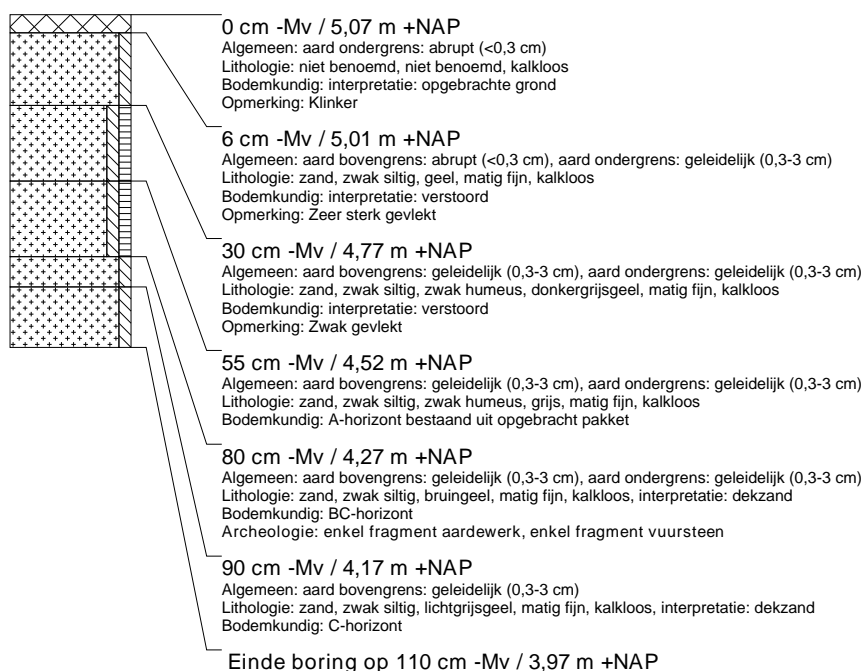 0 cm -Mv / 5,07 m +NAP
Algemeen: aard ondergrens: abrupt (<0,3 cm)
Lithologie: niet benoemd, niet benoemd, kalkloos
Bodemkundig: interpretatie: opgebrachte grond
Opmerking: Klinker
6 cm -Mv / 5,01 m +NAP
Algemeen: aard bovengrens: abrupt (<0,3 cm), aard ondergrens: geleidelijk (0,3-3 cm)
Lithologie: zand, zwak siltig, geel, matig fijn, kalkloos
Bodemkundig: interpretatie: verstoord
Opmerking: Zeer sterk gevlekt
30 cm -Mv / 4,77 m +NAP
Algemeen: aard bovengrens: geleidelijk (0,3-3 cm), aard ondergrens: geleidelijk (0,3-3 cm)
Lithologie: zand, zwak siltig, zwak humeus, donkergrijsgeel, matig fijn, kalkloos
Bodemkundig: interpretatie: verstoord
Opmerking: Zwak gevlekt
55 cm -Mv / 4,52 m +NAP
Algemeen: aard bovengrens: geleidelijk (0,3-3 cm), aard ondergrens: geleidelijk (0,3-3 cm)
Lithologie: zand, zwak siltig, zwak humeus, grijs, matig fijn, kalkloos
Bodemkundig: A-horizont bestaand uit opgebracht pakket
80 cm -Mv / 4,27 m +NAP
Algemeen: aard bovengrens: geleidelijk (0,3-3 cm), aard ondergrens: geleidelijk (0,3-3 cm)
Lithologie: zand, zwak siltig, bruingeel, matig fijn, kalkloos, interpretatie: dekzand
Bodemkundig: BC-horizont
Archeologie: enkel fragment aardewerk, enkel fragment vuursteen
90 cm -Mv / 4,17 m +NAP
Algemeen: aard bovengrens: geleidelijk (0,3-3 cm)
Lithologie: zand, zwak siltig, lichtgrijsgeel, matig fijn, kalkloos, interpretatie: dekzand
Bodemkundig: C-horizont
Einde boring op 110 cm -Mv / 3,97 m +NAP